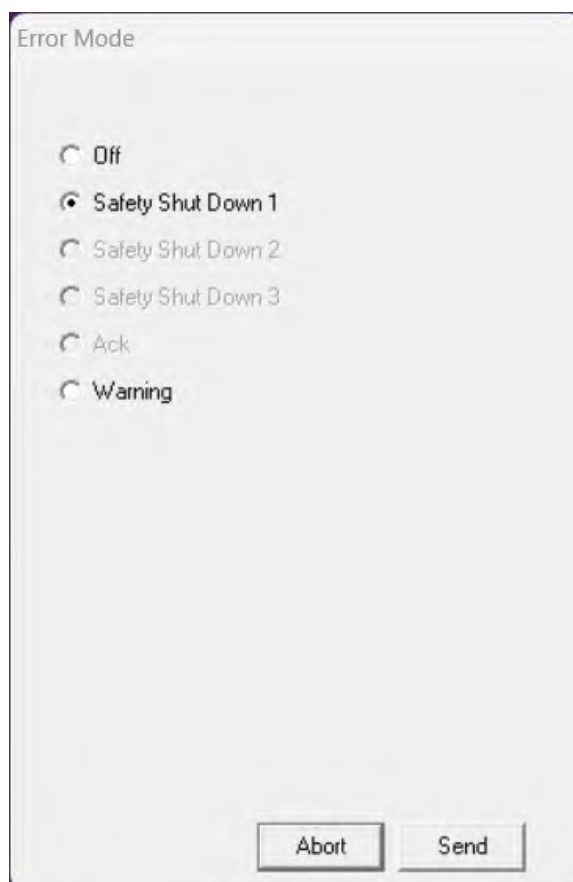 Error Mode
Off
Safety Shut Down 1
Safety Shut Down 2
Safety Shut Down 3
Ack
Warning
Abort Send